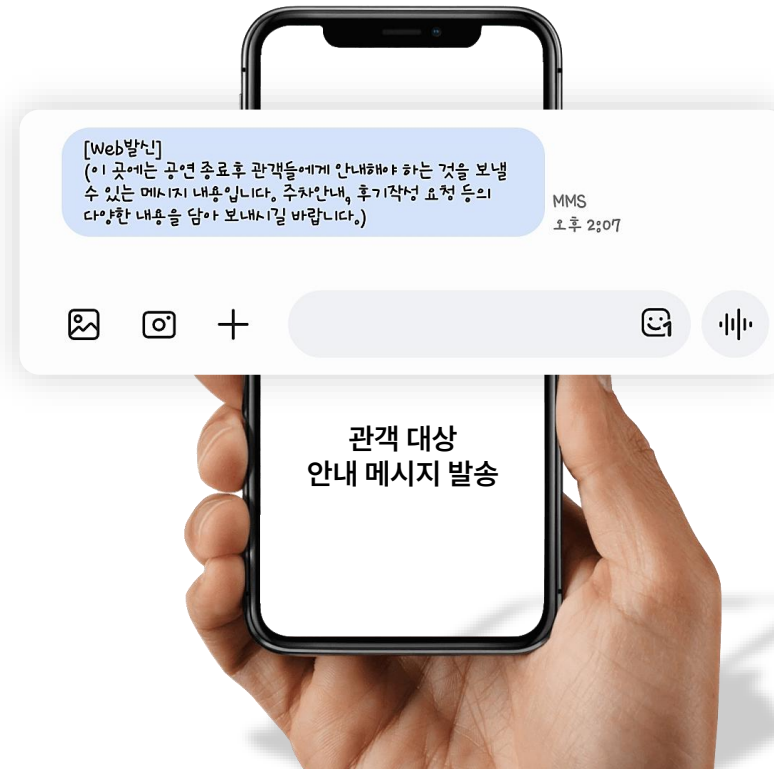 [Web발신]
(이 곳에는 공연 종료후 관객들에게 안내해야 하는 것을 보낼
수 있는 메시지 내용입니다. 주차안내, 후기작성 요청 등의
다양한 내용을 담아 보내시길 바랍니다.)
MMS
오후 2:07
관객 대상
안내 메시지 발송